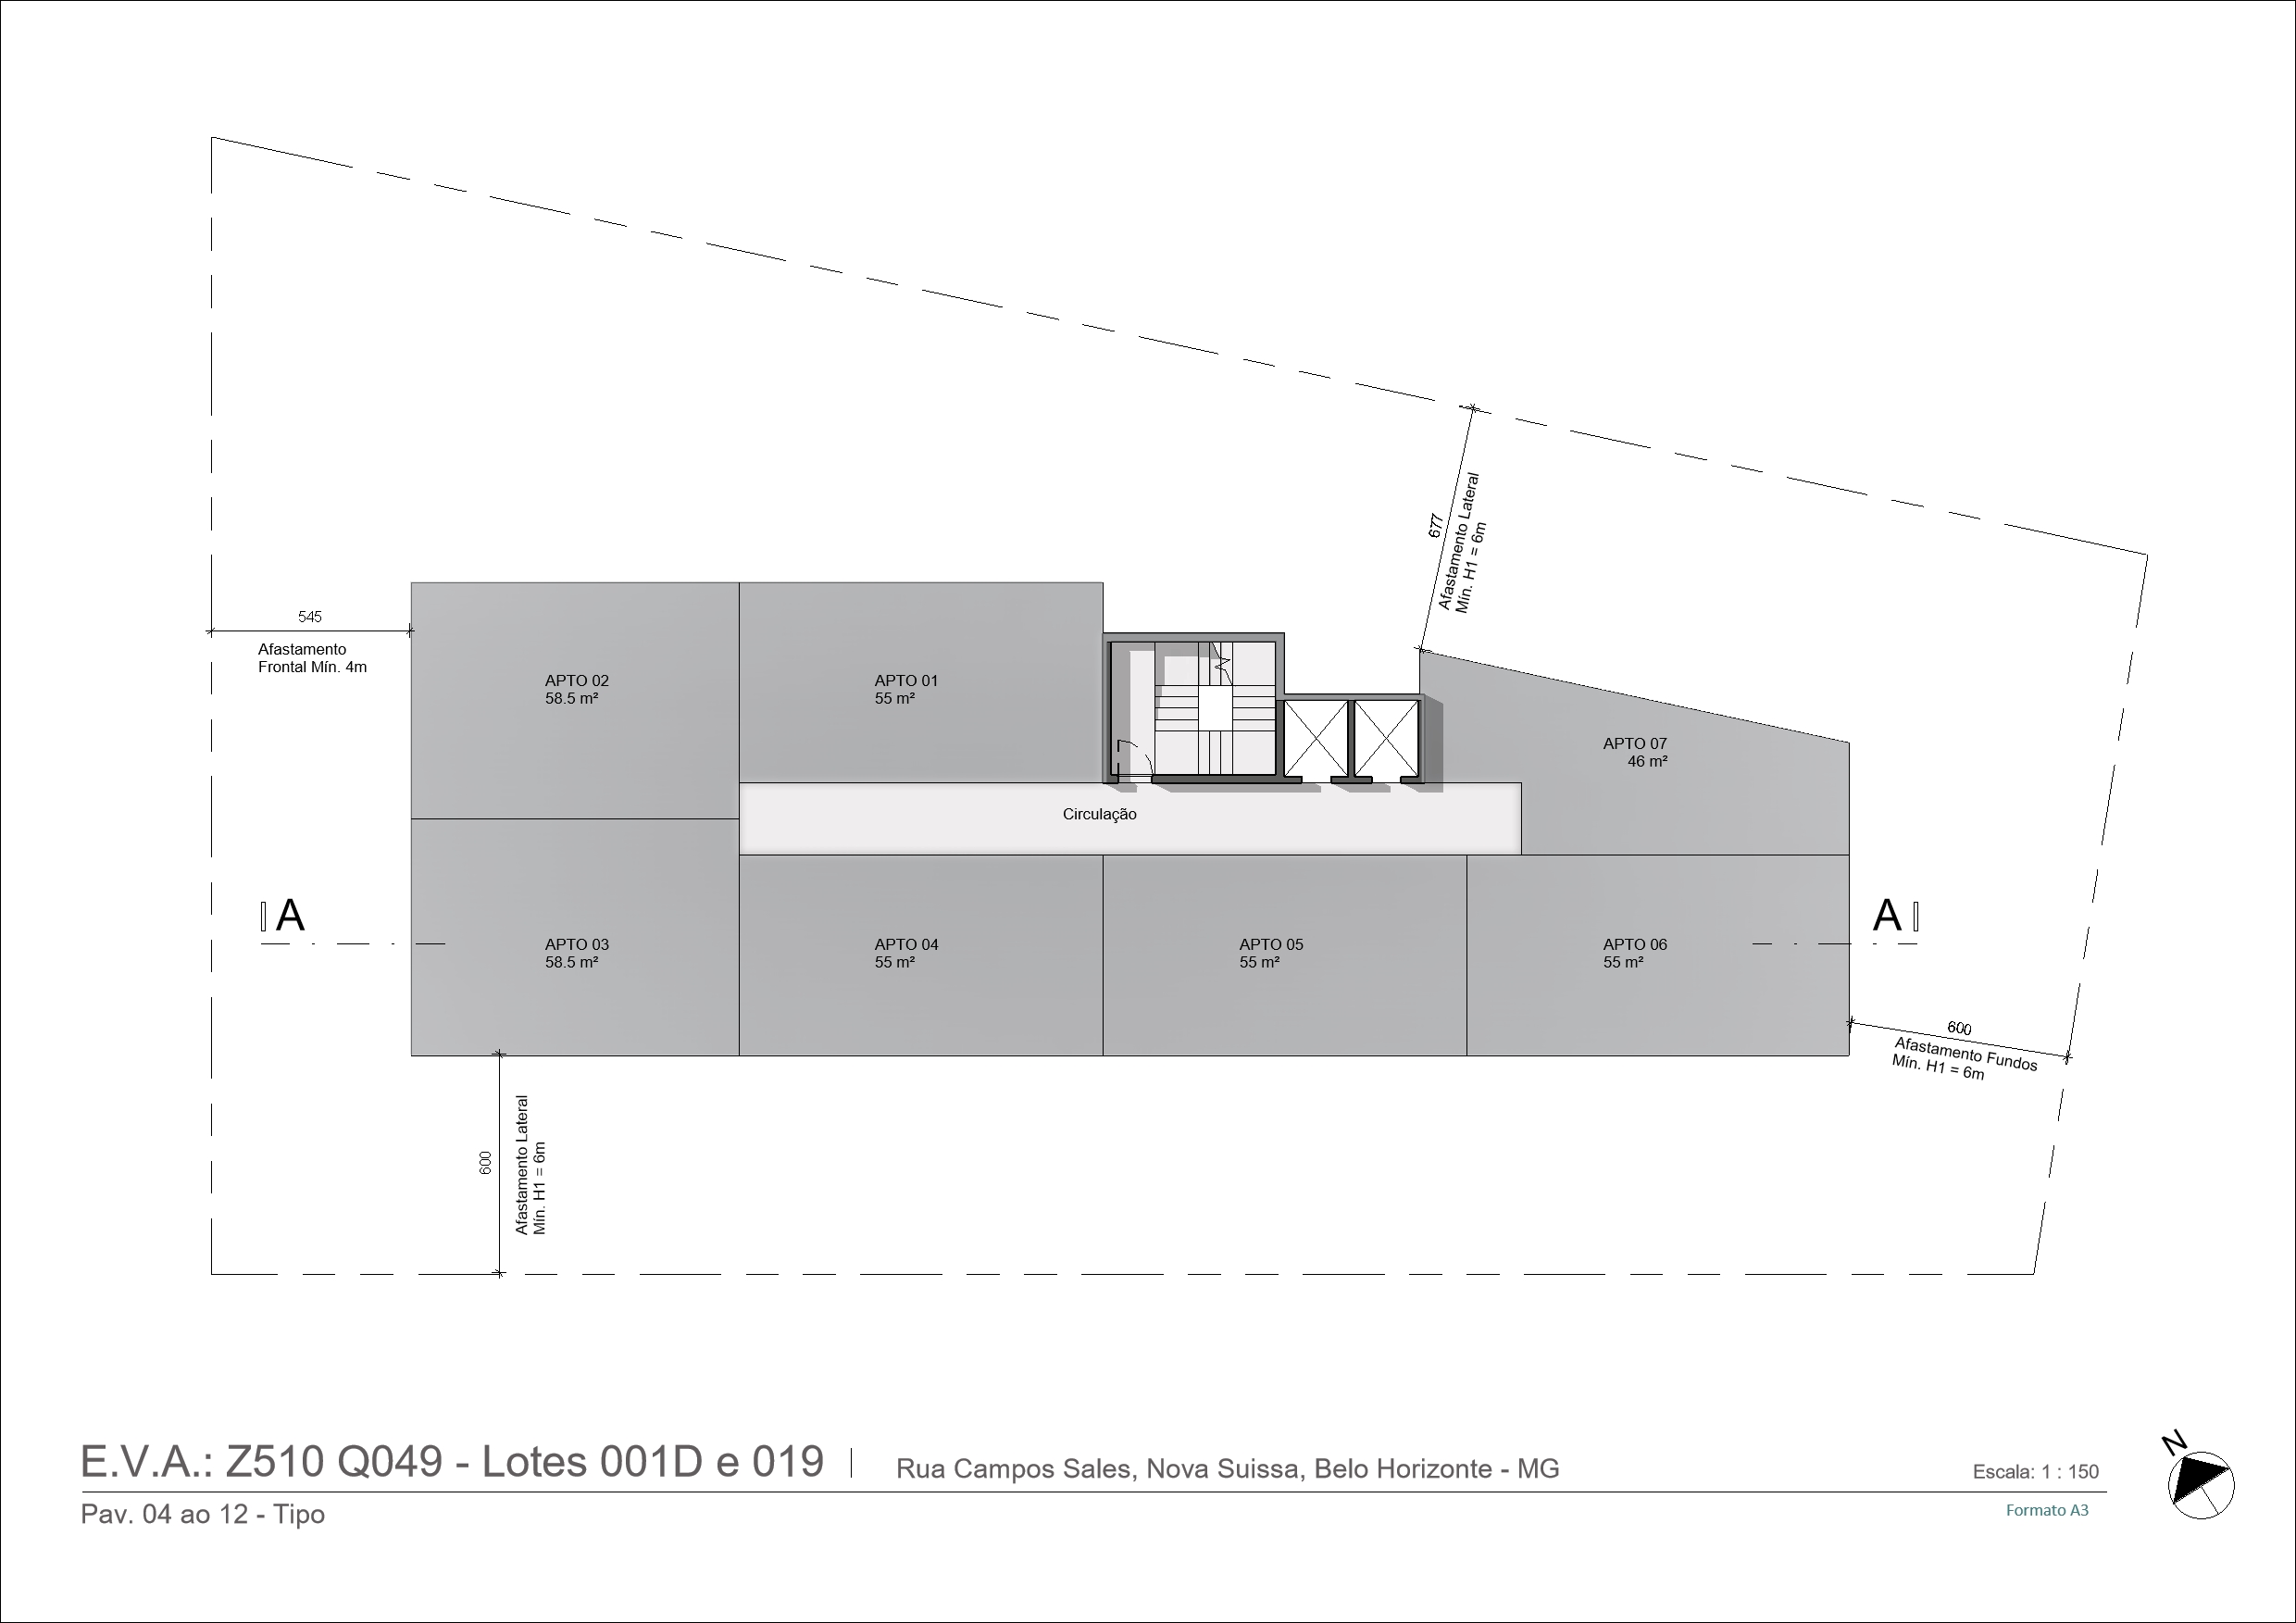 677
Afastamento Lateral
Mín. H1 = 6m
545
Afastamento
Frontal Mín. 4m
APTO 02
58.5 m²
APTO 01
55 m²
APTO 07
46 m²
Circulação
A
A
APTO 03
58.5 m²
APTO 04
55 m²
APTO 05
55 m²
APTO 06
55 m²
600
Afastamento Fundos
Mín. H1 = 6m
600
Afastamento Lateral
Mín. H1 = 6m
E.V.A.: Z510 Q049 - Lotes 001D e 019
Rua Campos Sales, Nova Suissa, Belo Horizonte - MG
Escala: 1 : 150
N
Pav. 04 ao 12 - Tipo
Formato A3